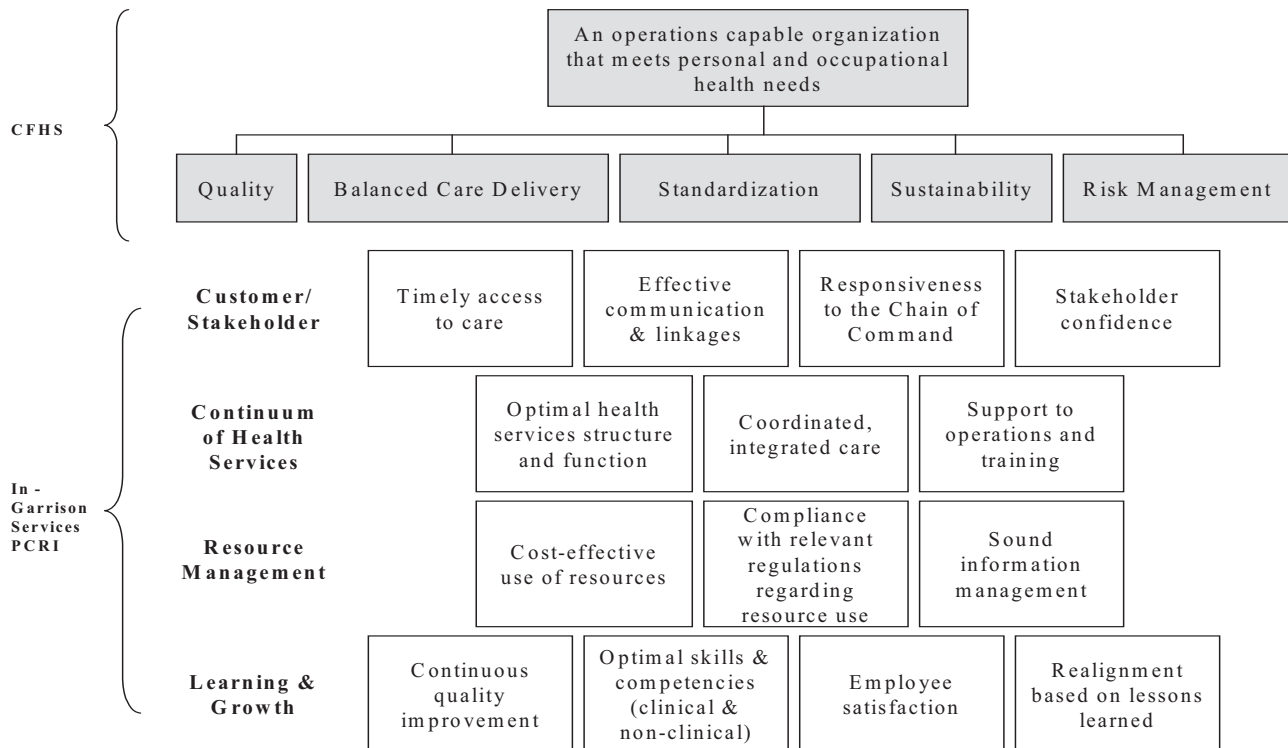 An operations capable organization
that meets personal and occupational
health needs
CFHS
Quality
Balanced Care Delivery
Standardization
Sustainability
Risk Management
Customer/
Stakeholder
Timely access
to care
Effective
communication
& linkages
Responsiveness
to the Chain of
Command
Stakeholder
confidence
Continuum
of Health
Services
Optimal health
services structure
and function
Coordinated,
integrated care
Support to
operations and
training
In -
Garrison
Services
PCRI
Resource
Management
Cost-effective
use of resources
Compliance
with relevant
regulations
regarding
resource use
Sound
information
management
Learning &
Growth
Continuous
quality
improvement
Optimal skills &
competencies
(clinical &
non-clinical)
Employee
satisfaction
Realignment
based on lessons
learned